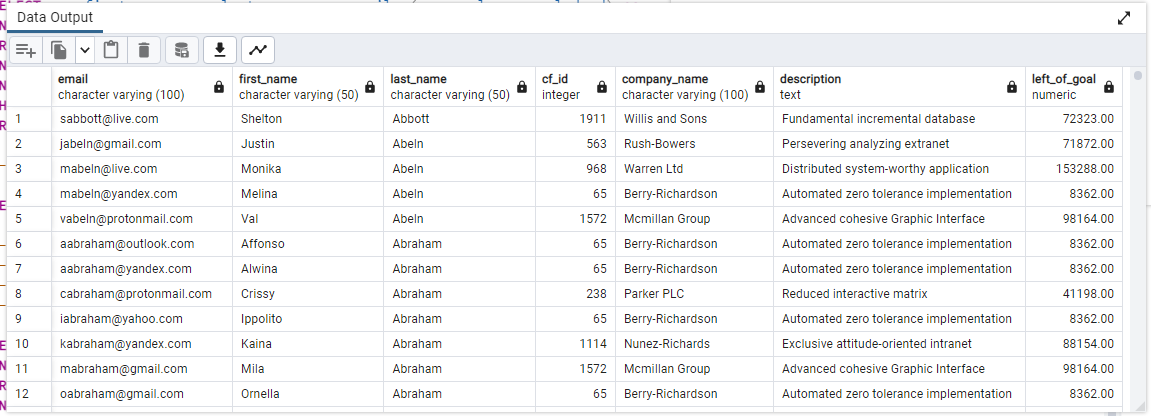 Data Output
email first_name last_name cf_id company_name description left_of_goal
character varying (100) character varying (50) character varying (50) integer character varying (100) text numeric
1 sabbott@live.com Shelton Abbott 1911 Willis and Sons Fundamental incremental database 72323.00
2 jabeln@gmail.com Justin Abeln 563 Rush-Bowers Persevering analyzing extranet 71872.00
3 mabeln@live.com Monika Abeln 968 Warren Ltd Distributed system-worthy application 153288.00
4 mabeln@yandex.com Melina Abeln 65 Berry-Richardson Automated zero tolerance implementation 8362.00
5 vabeln@protonmail.com Val Abeln 1572 Mcmillan Group Advanced cohesive Graphic Interface 98164.00
6 aabraham@outlook.com Affonso Abraham 65 Berry-Richardson Automated zero tolerance implementation 8362.00
7 aabraham@yandex.com Alwina Abraham 65 Berry-Richardson Automated zero tolerance implementation 8362.00
8 cabraham@protonmail.com Crissy Abraham 238 Parker PLC Reduced interactive matrix 41198.00
9 iabraham@yahoo.com Ippolito Abraham 65 Berry-Richardson Automated zero tolerance implementation 8362.00
10 kabraham@yandex.com Kaina Abraham 1114 Nunez-Richards Exclusive attitude-oriented intranet 88154.00
11 mabraham@gmail.com Mila Abraham 1572 Mcmillan Group Advanced cohesive Graphic Interface 98164.00
12 oabraham@gmail.com Ornella Abraham 65 Berry-Richardson Automated zero tolerance implementation 8362.00